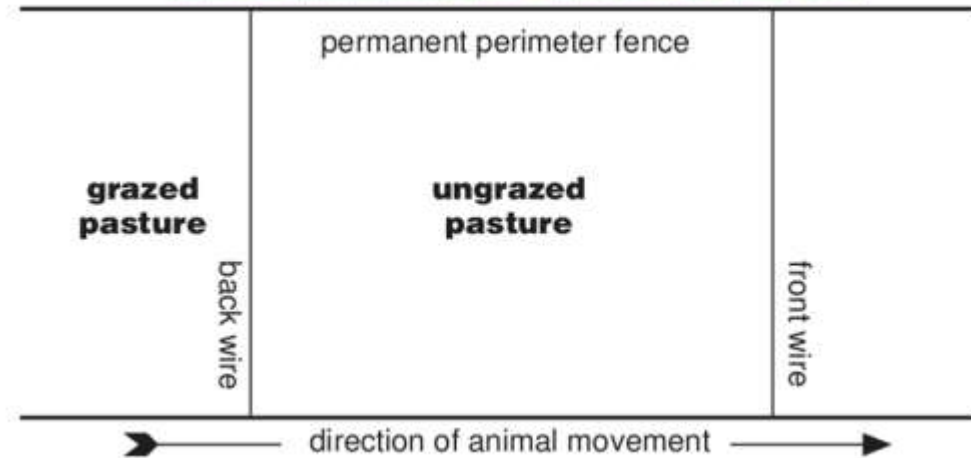 permanent perimeter fence
grazed
pasture
ungrazed
pasture
back wire
front wire
direction of animal movement